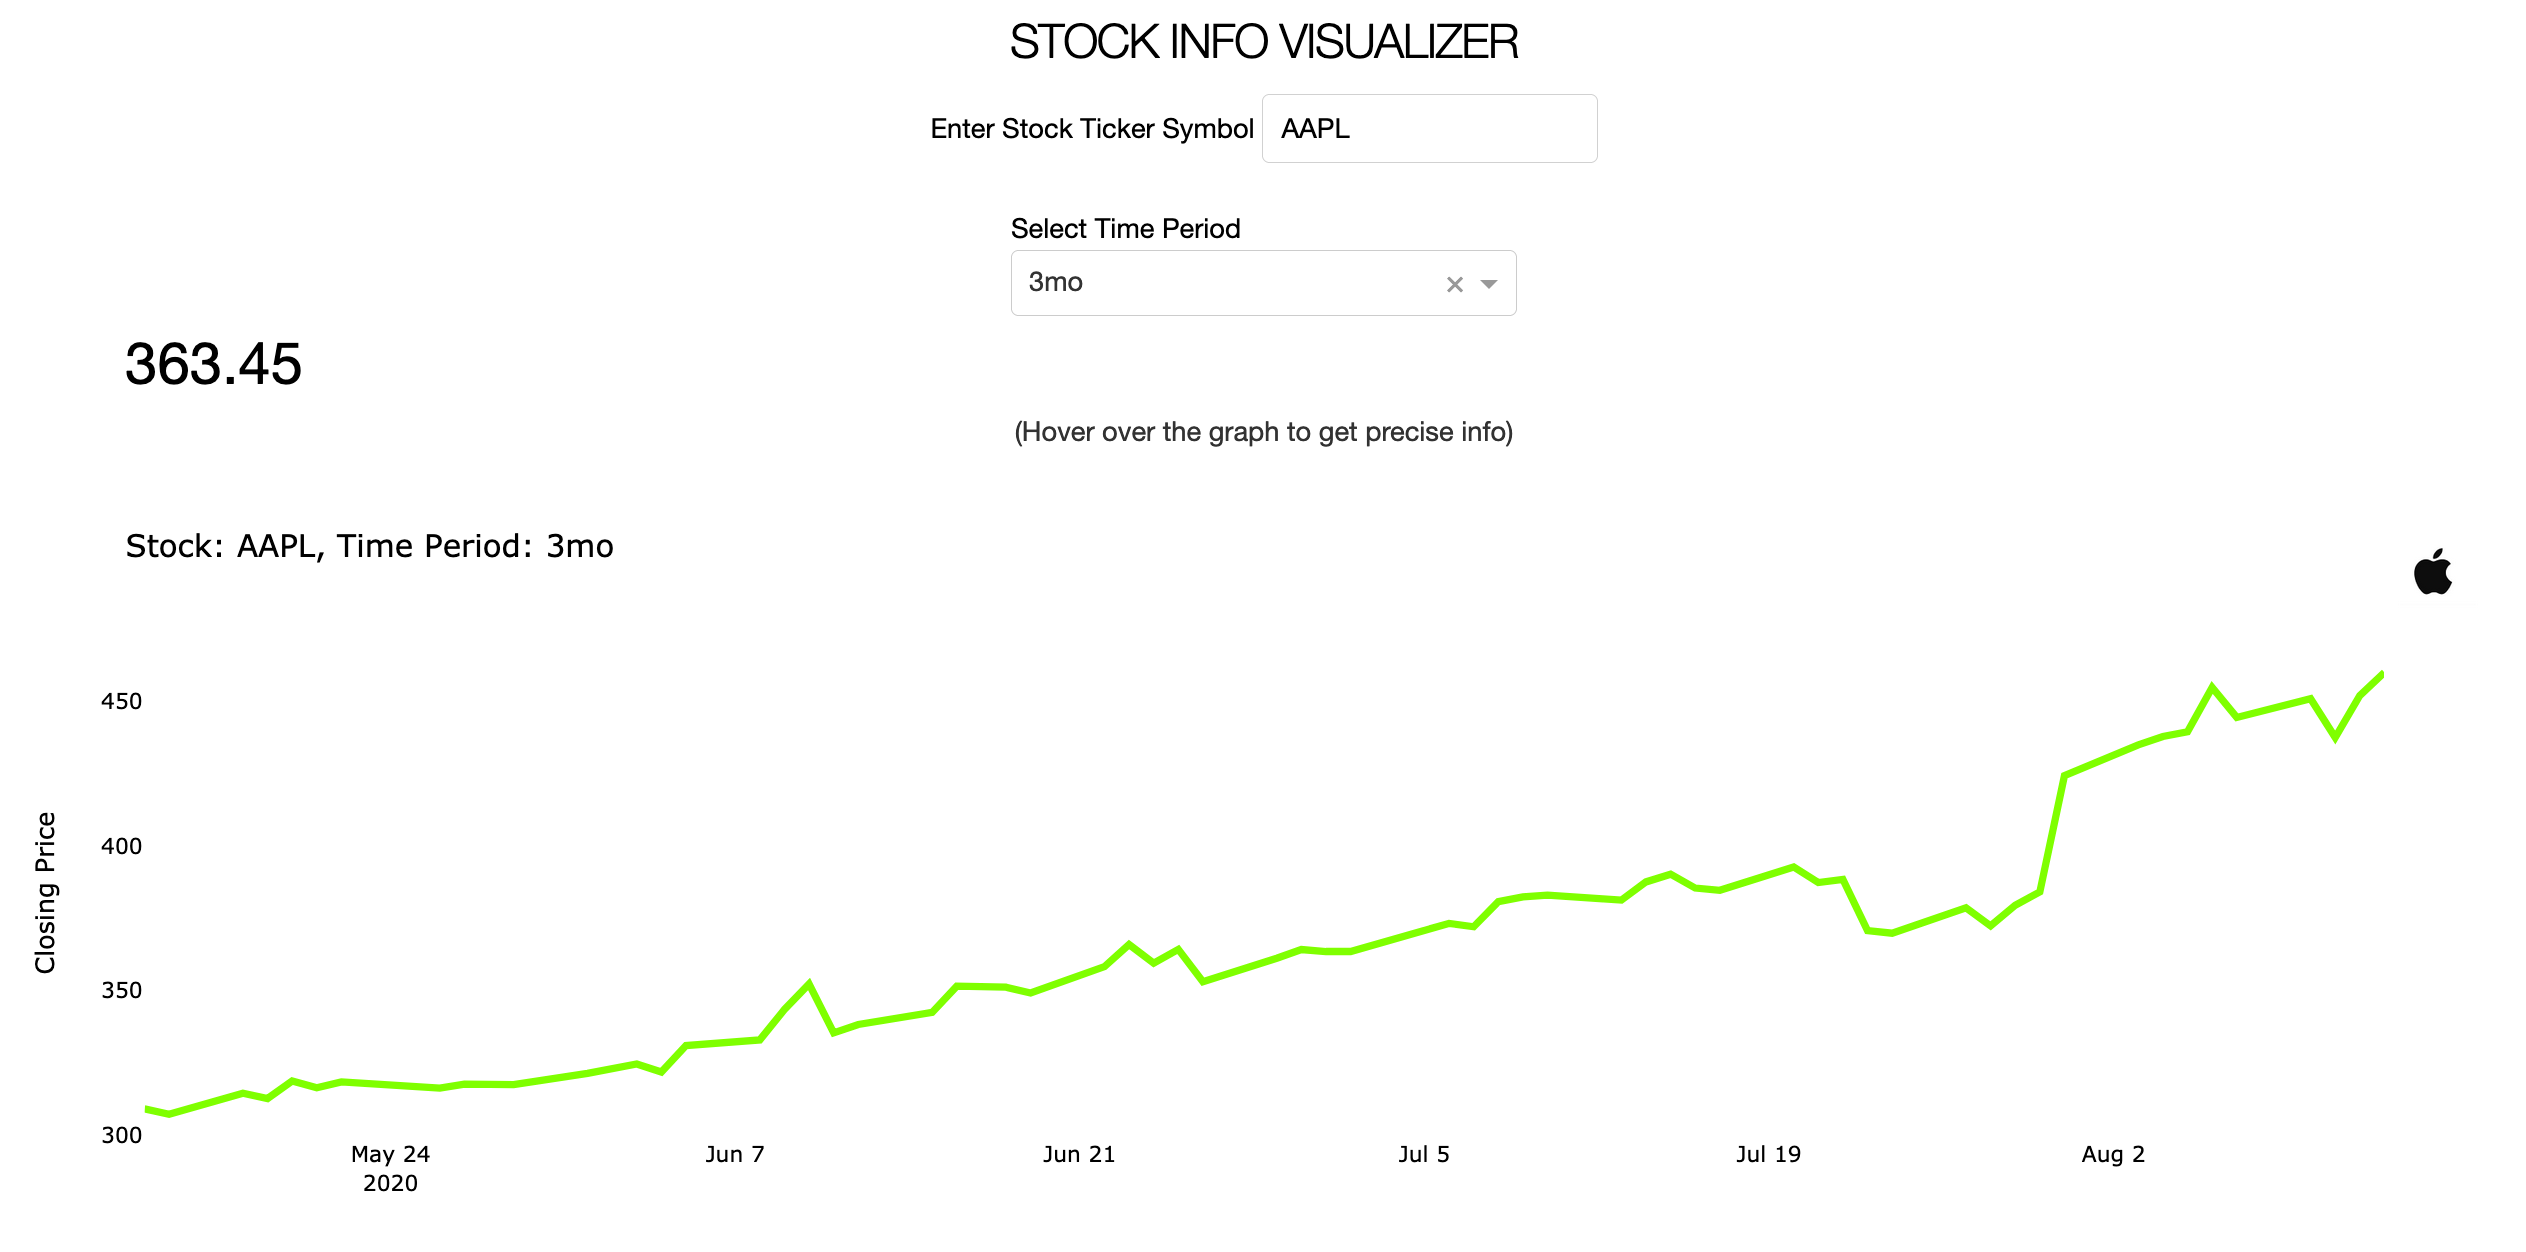 STOCK INFO VISUALIZER
Enter Stock Ticker Symbol AAPL
Select Time Period
3mo
363.45
(Hover over the graph to get precise info)
Stock: AAPL, Time Period: 3mo
Closing Price
450
400
350
300
May 24 Jun 7 Jun 21 Jul 5 Jul 19 Aug 2
2020